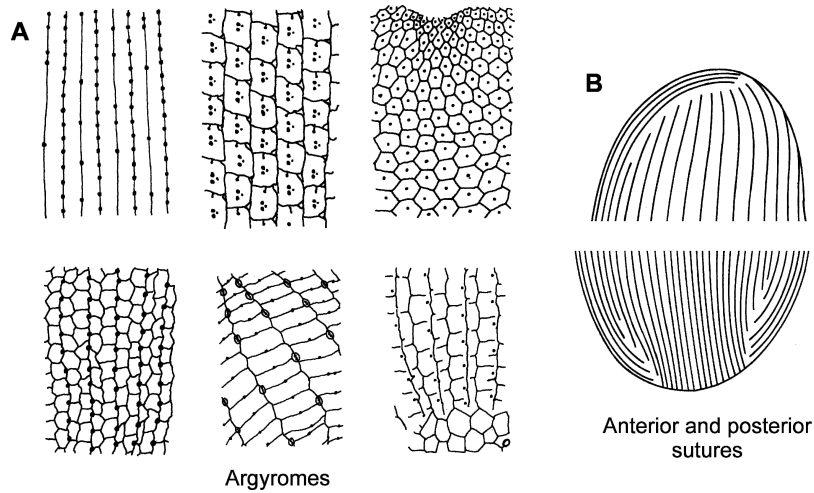 A
B
Anterior and posterior
sutures
Argyromes